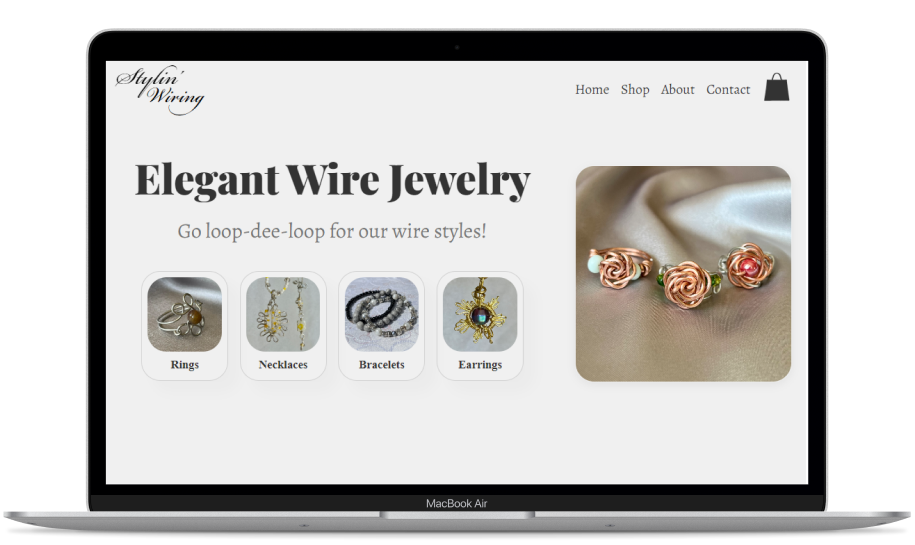 Stylin'
Wiring
Home Shop About Contact
Elegant Wire Jewelry
Go loop-dee-loop for our wire styles!
Rings Necklaces Bracelets Earrings
MacBook Air